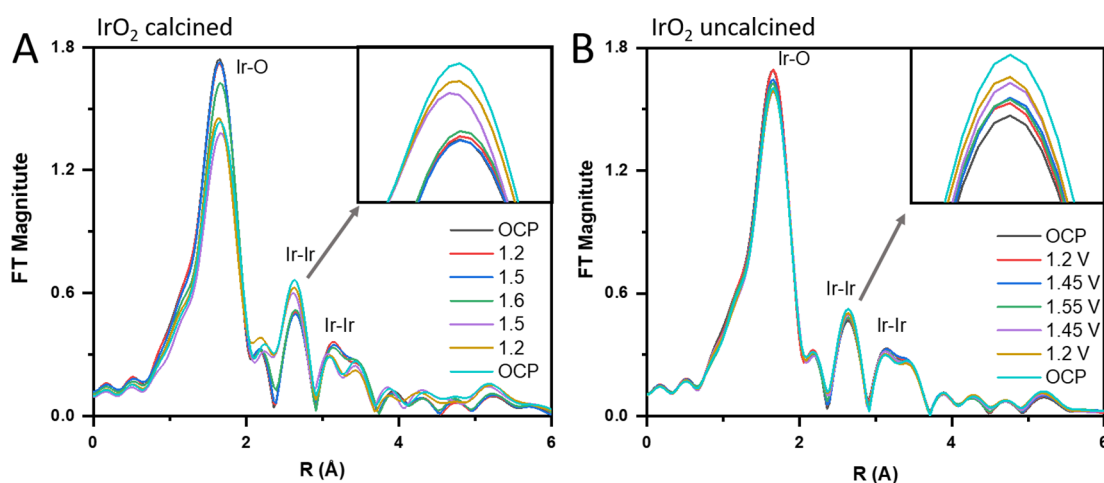 A
IrO₂ calcined
FT Magnitute
1.8
1.2
0.6
0.0
Ir-O
Ir-Ir
Ir-Ir
OCP
1.2
1.5
1.6
1.5
1.2
OCP
0
2
4
6
R (Å)
B
IrO₂ uncalcined
FT Magnitute
1.8
1.2
0.6
0.0
Ir-O
Ir-Ir
Ir-Ir
OCP
1.2 V
1.45 V
1.55 V
1.45 V
1.2 V
OCP
0
2
4
6
R (A)